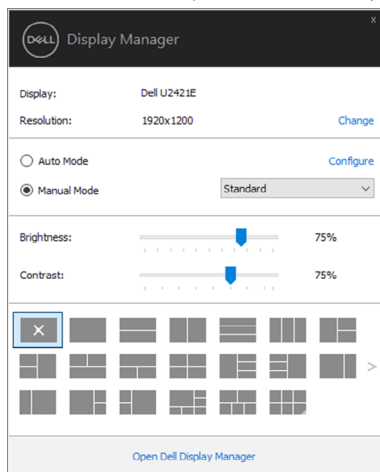 x
DELL Display Manager
Display: Dell U2421E
Resolution: 1920x1200 Change
Auto Mode Configure
Manual Mode Standard
Brightness: 75%
Contrast: 75%
Open Dell Display Manager